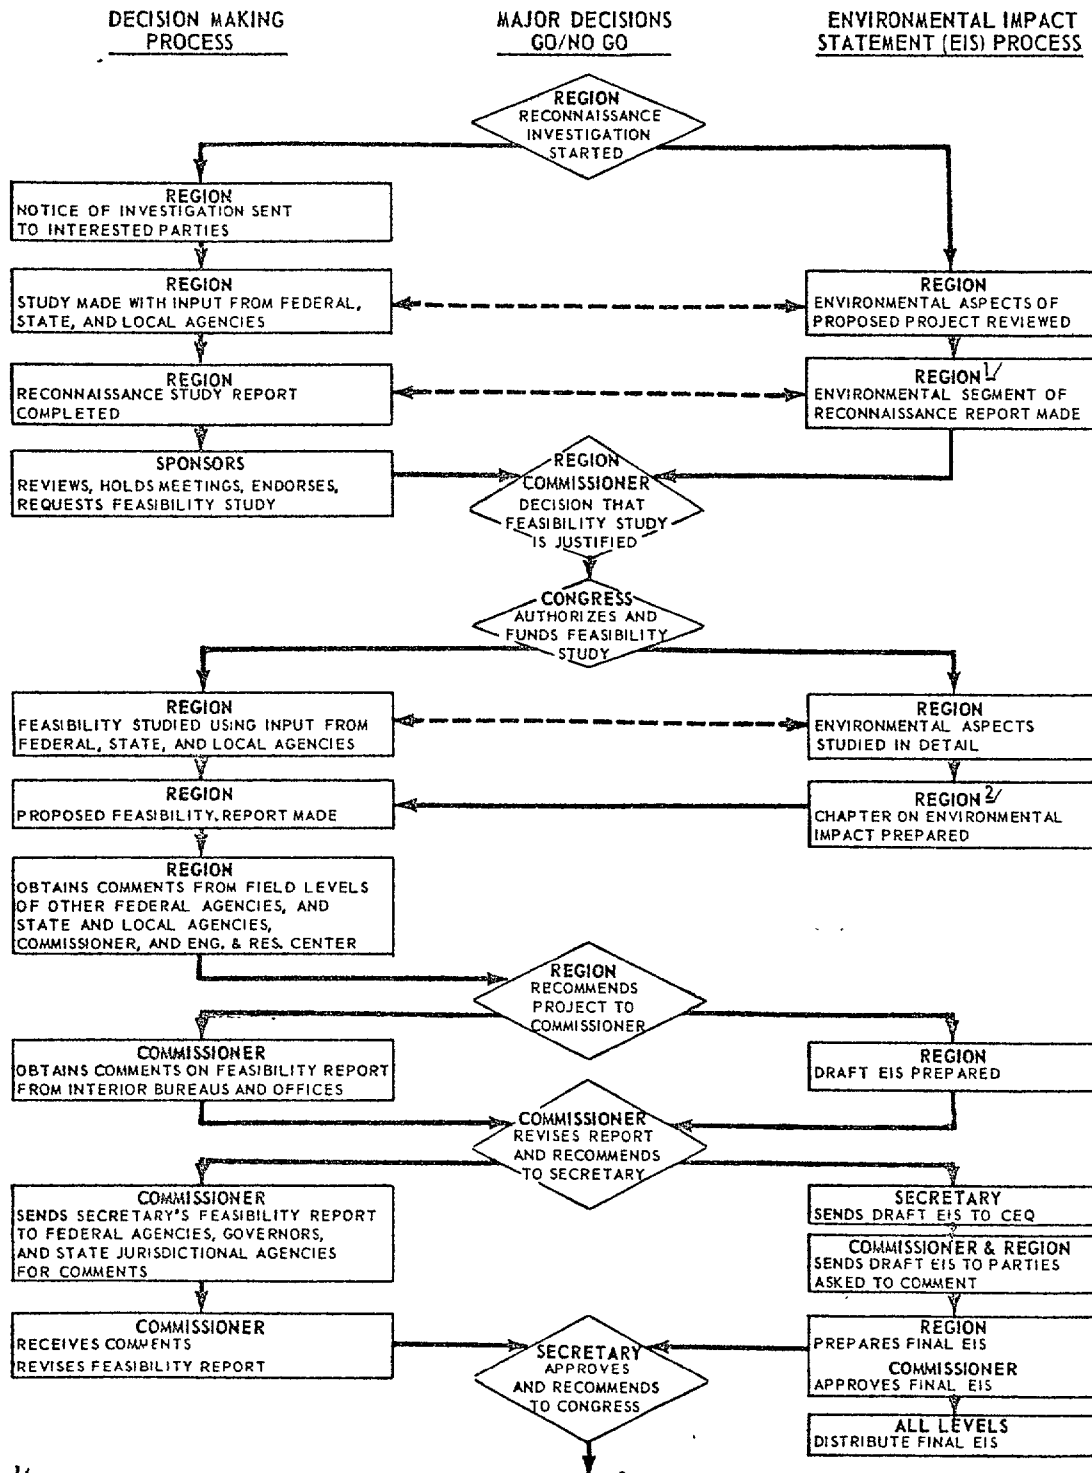 DECISION MAKING
PROCESS
MAJOR DECISIONS
GO/NO GO
ENVIRONMENTAL IMPACT
STATEMENT (EIS) PROCESS
REGION
RECONNAISSANCE
INVESTIGATION
STARTED
REGION
NOTICE OF INVESTIGATION SENT
TO INTERESTED PARTIES
REGION
STUDY MADE WITH INPUT FROM FEDERAL,
STATE, AND LOCAL AGENCIES
REGION
ENVIRONMENTAL ASPECTS OF
PROPOSED PROJECT REVIEWED
REGION
RECONNAISSANCE STUDY REPORT
COMPLETED
REGION 1/
ENVIRONMENTAL SEGMENT OF
RECONNAISSANCE REPORT MADE
SPONSORS
REVIEWS, HOLDS MEETINGS, ENDORSES,
REQUESTS FEASIBILITY STUDY
REGION
COMMISSIONER
DECISION THAT
FEASIBILITY STUDY
IS JUSTIFIED
CONGRESS
AUTHORIZES AND
FUNDS FEASIBILITY
STUDY
REGION
FEASIBILITY STUDIED USING INPUT FROM
FEDERAL, STATE, AND LOCAL AGENCIES
REGION
ENVIRONMENTAL ASPECTS
STUDIED IN DETAIL
REGION
PROPOSED FEASIBILITY.REPORT MADE
REGION 2/
CHAPTER ON ENVIRONMENTAL
IMPACT PREPARED
REGION
OBTAINS COMMENTS FROM FIELD LEVELS
OF OTHER FEDERAL AGENCIES, AND
STATE AND LOCAL AGENCIES,
COMMISSIONER, AND ENG. & RES. CENTER
REGION
RECOMMENDS
PROJECT TO
COMMISSIONER
COMMISSIONER
OBTAINS COMMENTS ON FEASIBILITY REPORT
FROM INTERIOR BUREAUS AND OFFICES
REGION
DRAFT EIS PREPARED
COMMISSIONER
REVISES REPORT
AND RECOMMENDS
TO SECRETARY
COMMISSIONER
SENDS SECRETARY'S FEASIBILITY REPORT
TO FEDERAL AGENCIES, GOVERNORS,
AND STATE JURISDICTIONAL AGENCIES
FOR COMMENTS
SECRETARY
SENDS DRAFT EIS TO CEQ
COMMISSIONER & REGION
SENDS DRAFT EIS TO PARTIES
ASKED TO COMMENT
COMMISSIONER
RECEIVES COMMENTS
REVISES FEASIBILITY REPORT
REGION
PREPARES FINAL EIS
COMMISSIONER
APPROVES FINAL EIS
SECRETARY
APPROVES
AND RECOMMENDS
TO CONGRESS
ALL LEVELS
DISTRIBUTE FINAL EIS